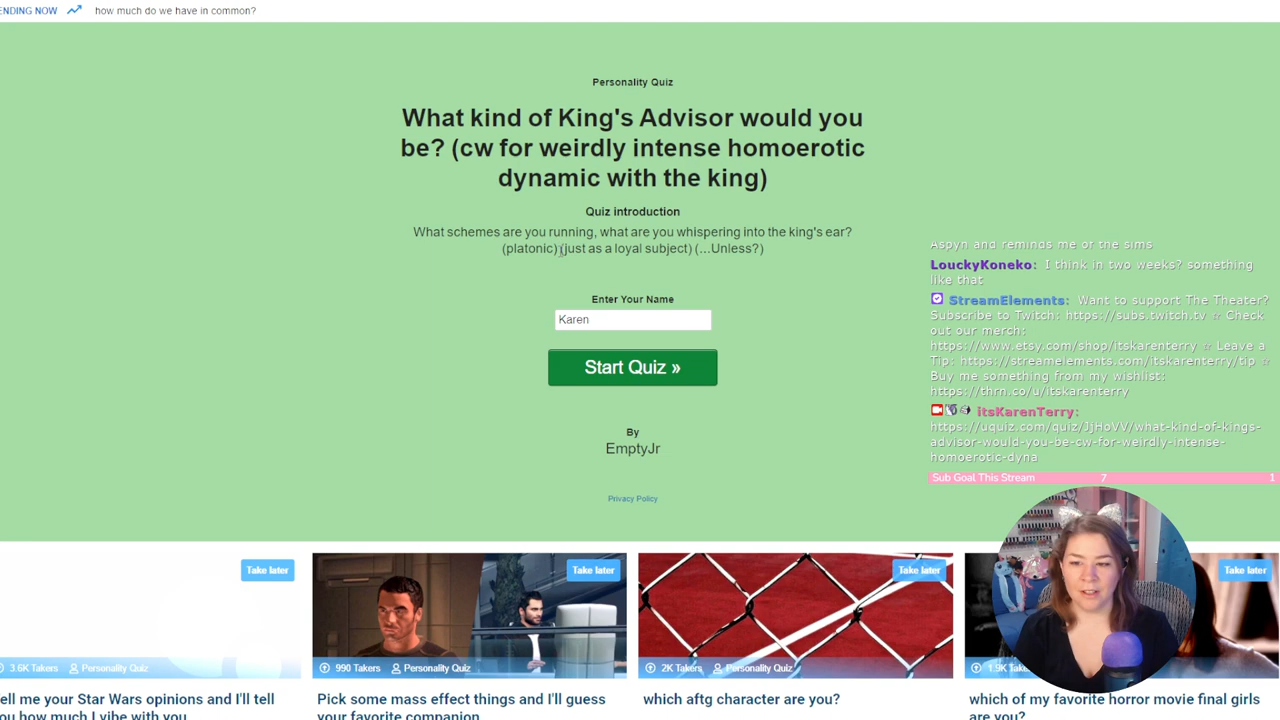 ENDING NOW how much do we have in common?
Personality Quiz
What kind of King's Advisor would you
be? (cw for weirdly intense homoerotic
dynamic with the king)
Quiz introduction
What schemes are you running, what are you whispering into the king's ear?
(platonic) (just as a loyal subject) (...Unless?)
Enter Your Name
Karen
Start Quiz »
By
EmptyJr
Privacy Policy
Aspyn and reminds me of the sims
LouckyKoneko: I think in two weeks? something
like that
StreamElements: Want to support The Theater?
Subscribe to Twitch: https://subs.twitch.tv ☆ Check
out our merch:
https://www.etsy.com/shop/itskarenterry ☆ Leave a
Tip: https://streamelements.com/itskarenterry/tip ☆
Buy me something from my wishlist:
https://thrn.co/u/itskarenterry
itsKarenTerry:
https://uquiz.com/quiz/JjHoVV/what-kind-of-kings-
advisor-would-you-be-cw-for-weirdly-intense-
homoerotic-dyna
Sub Goal This Stream 7 1
Take later
3.6K Takers Personality Quiz
ell me your Star Wars opinions and I'll tell
ou how much I vibe with you
Take later
990 Takers Personality Quiz
Pick some mass effect things and I'll guess
your favorite companion
Take later
2K Takers Personality Quiz
which aftg character are you?
Take later
1.9K Take
which of my favorite horror movie final girls
are you?